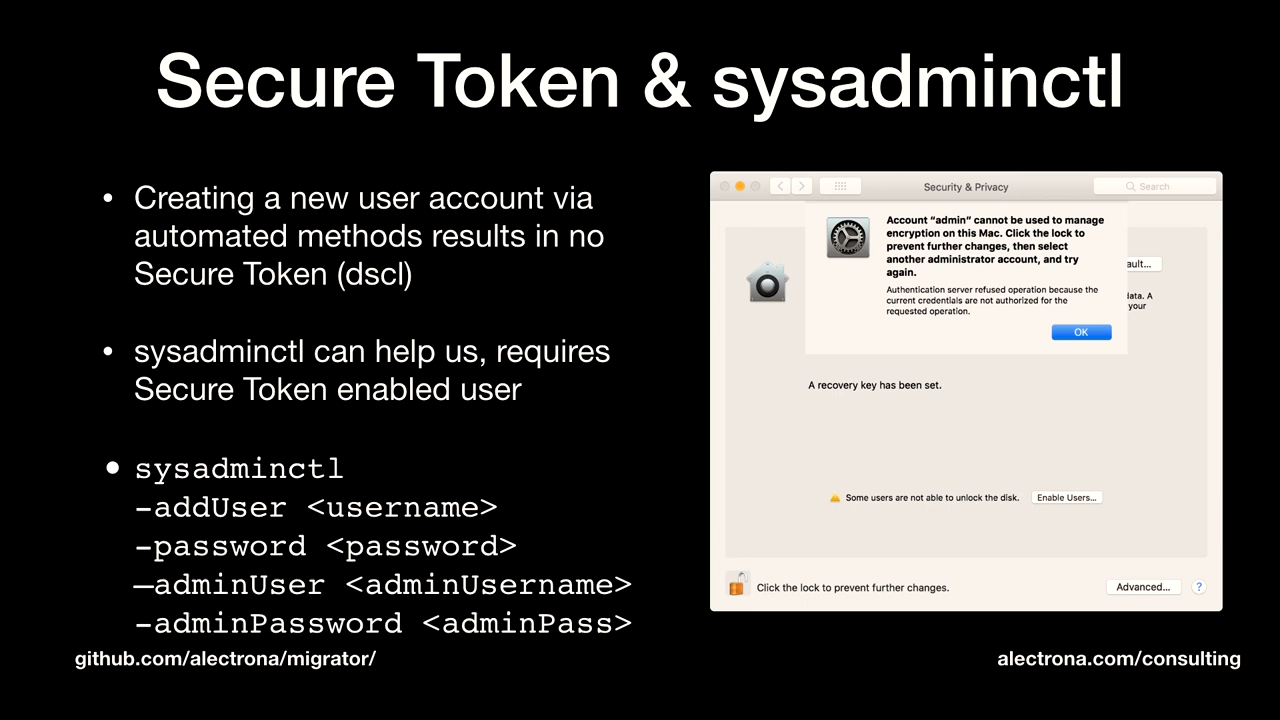 Secure Token & sysadminctl
• Creating a new user account via
automated methods results in no
Secure Token (dscl)
• sysadminctl can help us, requires
Secure Token enabled user
• sysadminctl
-addUser <username>
-password <password>
—adminUser <adminUsername>
-adminPassword <adminPass>
github.com/alectrona/migrator/
Security & Privacy
Search
Account “admin” cannot be used to manage
encryption on this Mac. Click the lock to
prevent further changes, then select
another administrator account, and try
again.
Authentication server refused operation because the
current credentials are not authorized for the
requested operation.
OK
ault...
data. A
your
A recovery key has been set.
Some users are not able to unlock the disk.
Enable Users...
Click the lock to prevent further changes.
Advanced...
?
alectrona.com/consulting